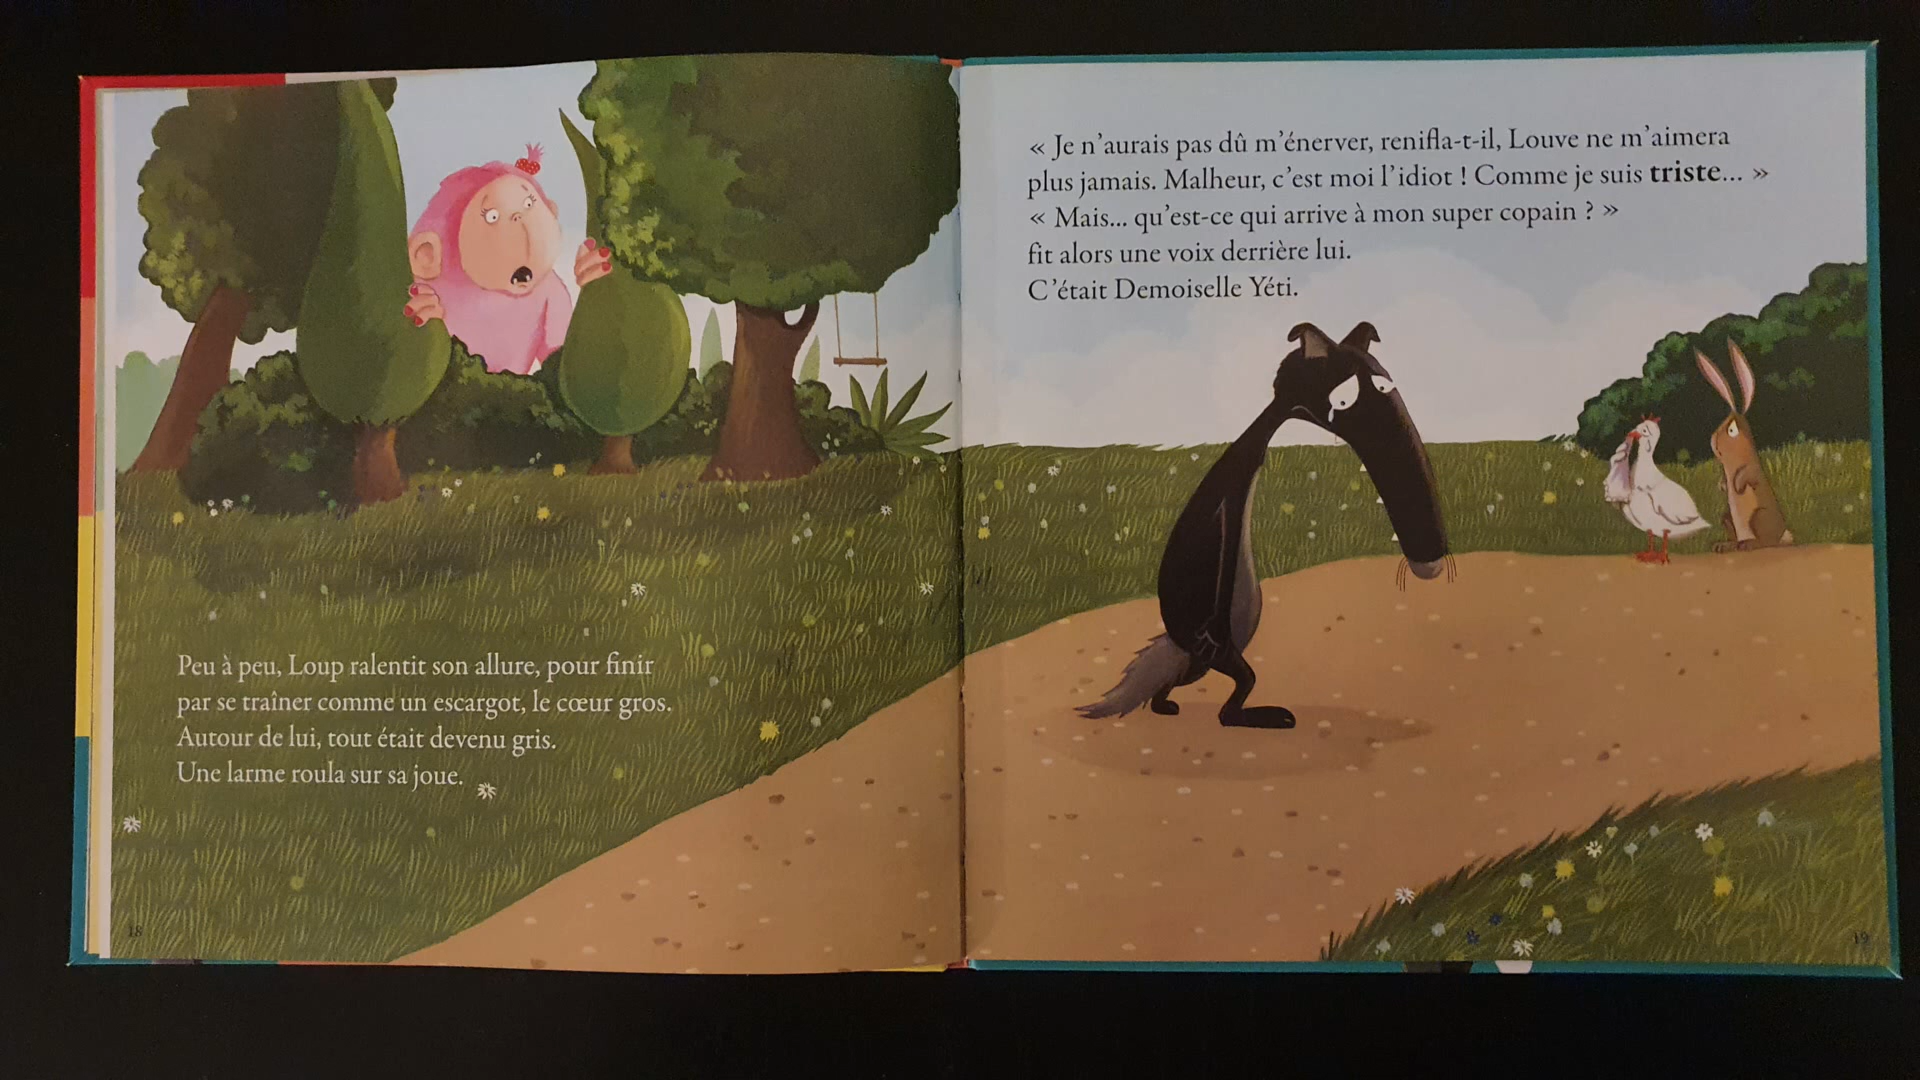 Peu à peu, Loup ralentit son allure, pour finir
par se traîner comme un escargot, le cœur gros.
Autour de lui, tout était devenu gris.
Une larme roula sur sa joue.
18
« Je n’aurais pas dû m’énerver, renifla-t-il, Louve ne m’aimera
plus jamais. Malheur, c’est moi l’idiot ! Comme je suis triste... »
« Mais... qu’est-ce qui arrive à mon super copain ? »
fit alors une voix derrière lui.
C’était Demoiselle Yéti.
19